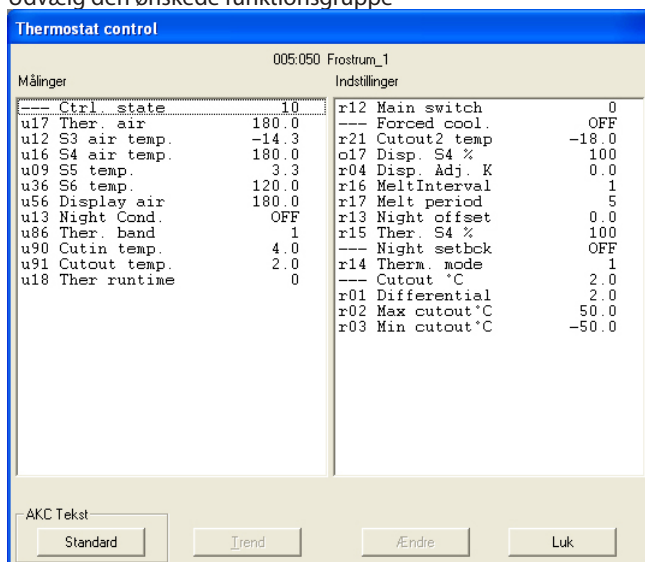 Udvælg den ønskede funktionsgruppe
Thermostat control
005:050 Frostrum_1
Målinger
Indstillinger
--- Ctrl. state 10
u17 Ther. air 180.0
u12 S3 air temp. -14.3
u16 S4 air temp. 180.0
u09 S5 temp. 3.3
u36 S6 temp. 120.0
u56 Display air 180.0
u13 Night Cond. OFF
u86 Ther. band 1
u90 Cutin temp. 4.0
u91 Cutout temp. 2.0
u18 Ther runtime 0
r12 Main switch 0
--- Forced cool. OFF
r21 Cutout2 temp -18.0
o17 Disp. S4 % 100
r04 Disp. Adj. K 0.0
r16 MeltInterval 1
r17 Melt period 5
r13 Night offset 0.0
r15 Ther. S4 % 100
--- Night setbck OFF
r14 Therm. mode 1
--- Cutout °C 2.0
r01 Differential 2.0
r02 Max cutout°C 50.0
r03 Min cutout°C -50.0
AKC Tekst
Standard
Trend
Ændre
Luk